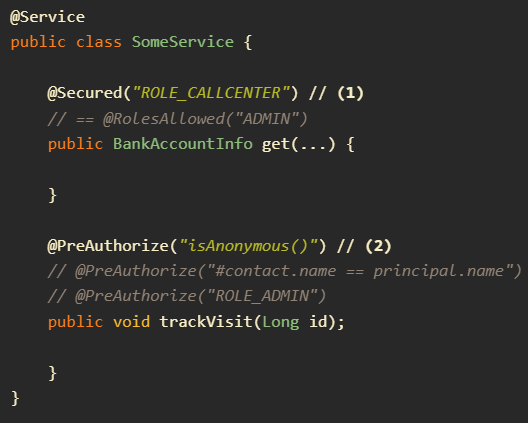 @Service
public class SomeService {
@Secured("ROLE_CALLCENTER") // (1)
// == @RolesAllowed("ADMIN")
public BankAccountInfo get(...) {
}
@PreAuthorize("isAnonymous()") // (2)
// @PreAuthorize("#contact.name == principal.name")
// @PreAuthorize("ROLE_ADMIN")
public void trackVisit(Long id);
}
}